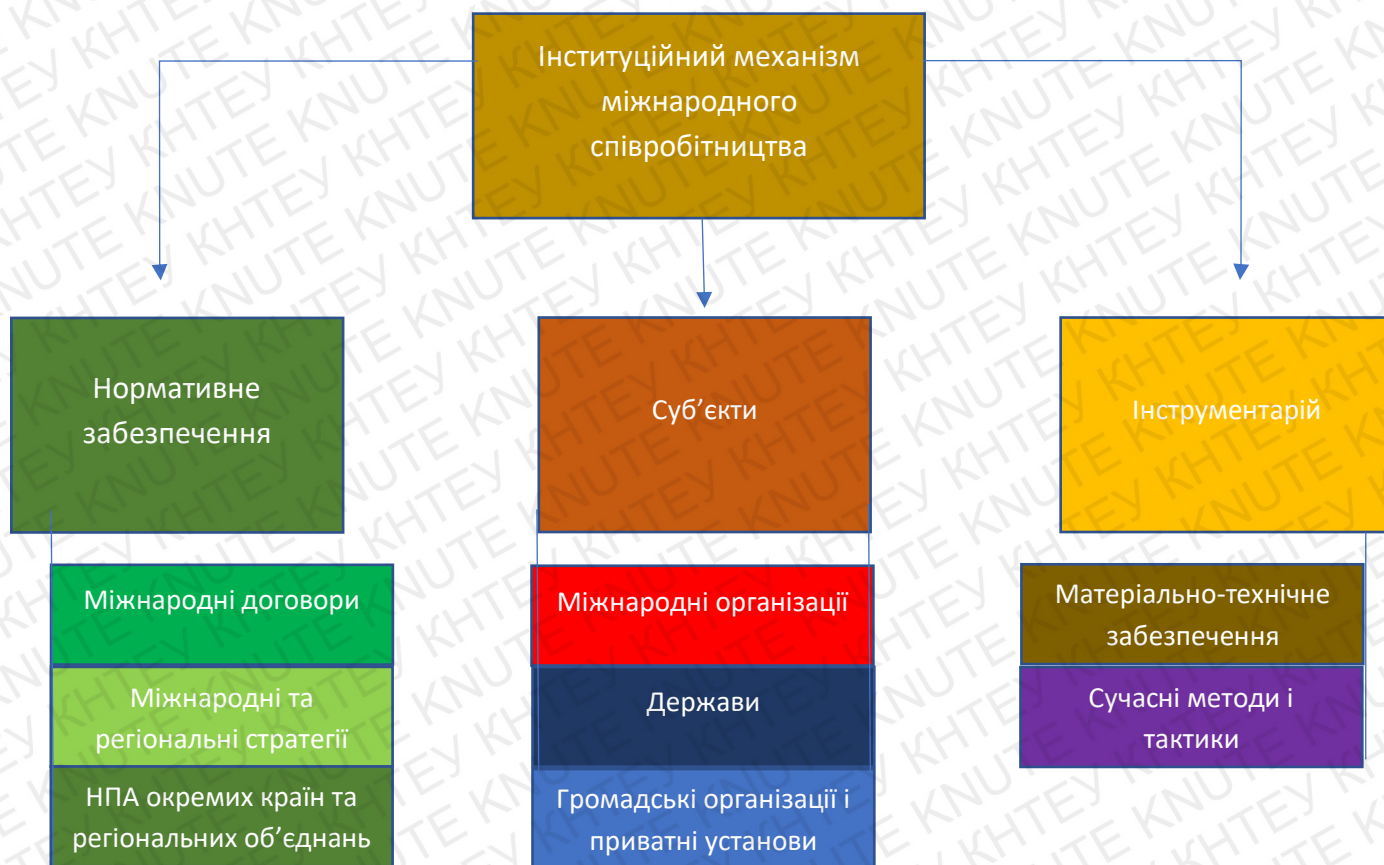 Інституційний механізм
міжнародного
співробітництва
Нормативне
забезпечення
Суб’єкти
Інструментарій
Міжнародні договори
Міжнародні та
регіональні стратегії
НПА окремих країн та
регіональних об’єднань
Міжнародні організації
Держави
Громадські організації і
приватні установи
Матеріально-технічне
забезпечення
Сучасні методи і
тактики